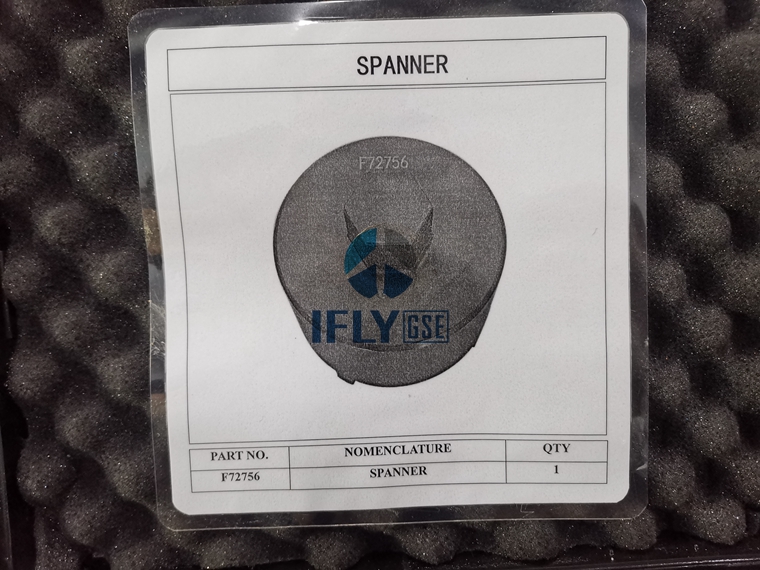 SPANNER
F72756
IFLY GSE
PART NO. NOMENCLATURE QTY
F72756 SPANNER 1